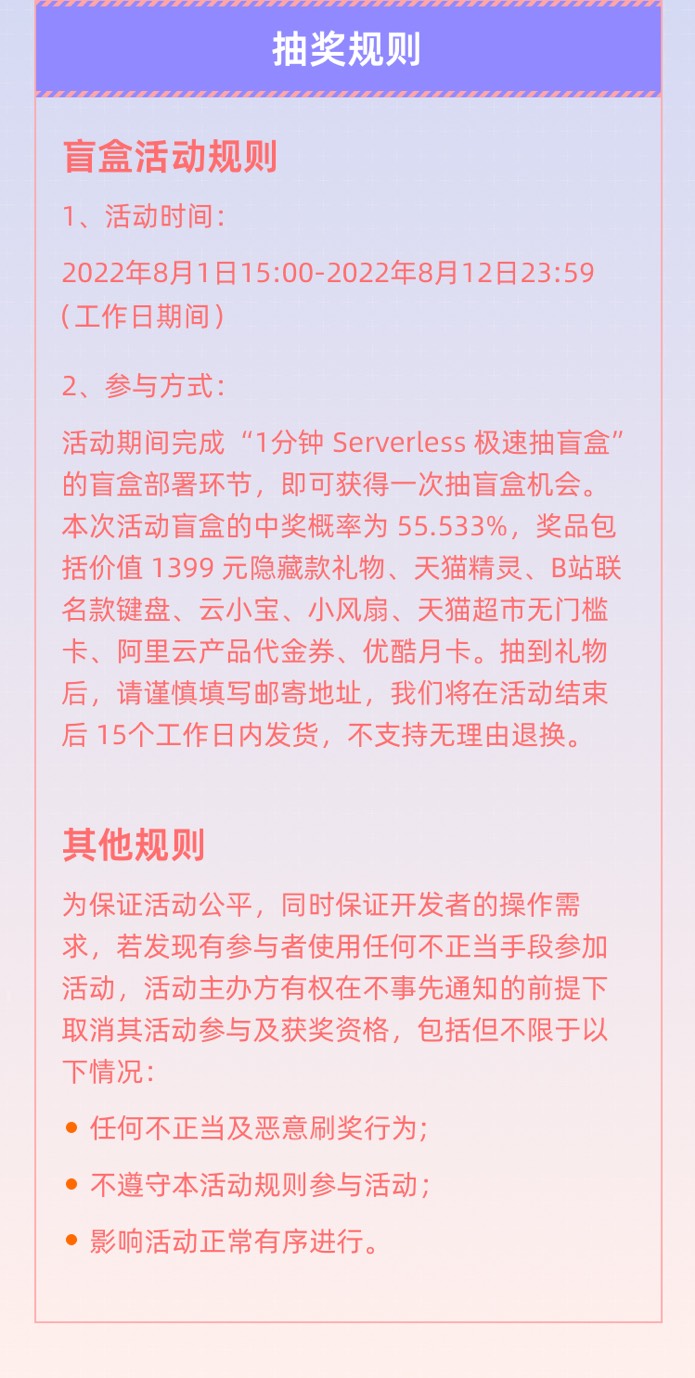 抽奖规则
盲盒活动规则
1、活动时间：
2022年8月1日15:00-2022年8月12日23:59
（工作日期间）
2、参与方式：
活动期间完成“1分钟 Serverless 极速抽盲盒”
的盲盒部署环节，即可获得一次抽盲盒机会。
本次活动盲盒的中奖概率为 55.533%，奖品包
括价值 1399 元隐藏款礼物、天猫精灵、B站联
名款键盘、云小宝、小风扇、天猫超市无门槛
卡、阿里云产品代金券、优酷月卡。抽到礼物
后，请谨慎填写邮寄地址，我们将在活动结束
后 15个工作日内发货，不支持无理由退换。
其他规则
为保证活动公平，同时保证开发者的操作需
求，若发现有参与者使用任何不正当手段参加
活动，活动主办方有权在不事先通知的前提下
取消其活动参与及获奖资格，包括但不限于以
下情况：
• 任何不正当及恶意刷奖行为；
• 不遵守本活动规则参与活动；
• 影响活动正常有序进行。